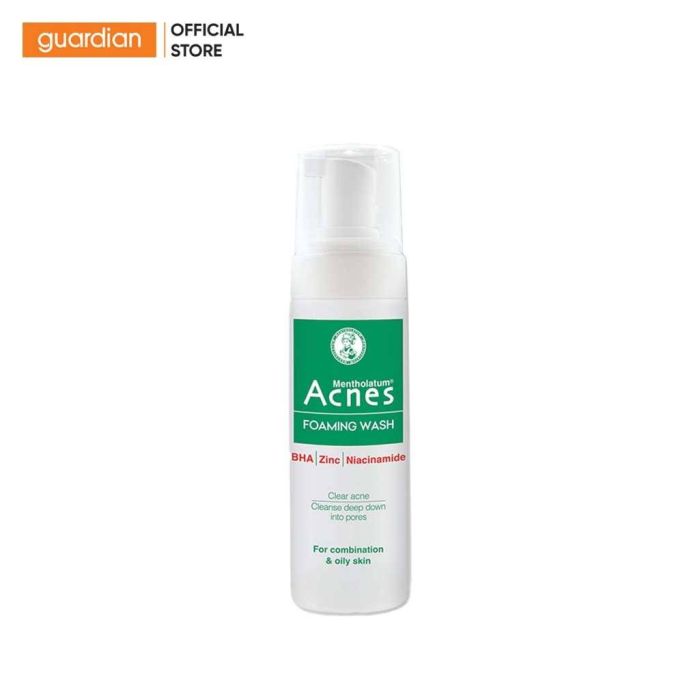 guardian
OFFICIAL
STORE
Mentholatum®
Acnes
FOAMING WASH
BHA|Zinc|Niacinamide
Clear acne
Cleanse deep down
into pores
For combination
& oily skin